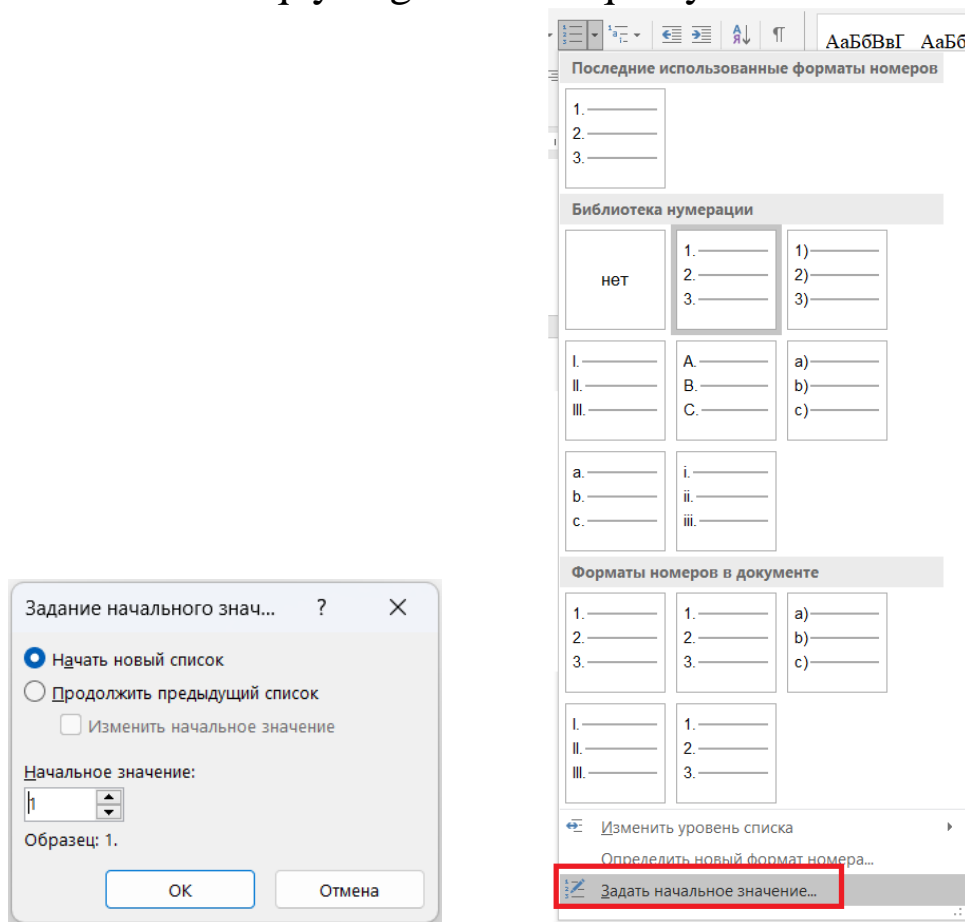 АаБбВвГ АаБб
Последние использованные форматы номеров
1.
2.
3.
Библиотека нумерации
нет
1.
2.
3.
1)
2)
3)
I.
II.
III.
A.
B.
C.
a)
b)
c)
a.
b.
c.
i.
ii.
iii.
Форматы номеров в документе
1.
2.
3.
1.
2.
3.
a)
b)
c)
I.
II.
III.
1.
2.
3.
Изменить уровень списка
Определить новый формат номера...
Задать начальное значение...
Задание начального знач... ?
Начать новый список
Продолжить предыдущий список
Изменить начальное значение
Начальное значение:
1
Образец: 1.
ОК Отмена